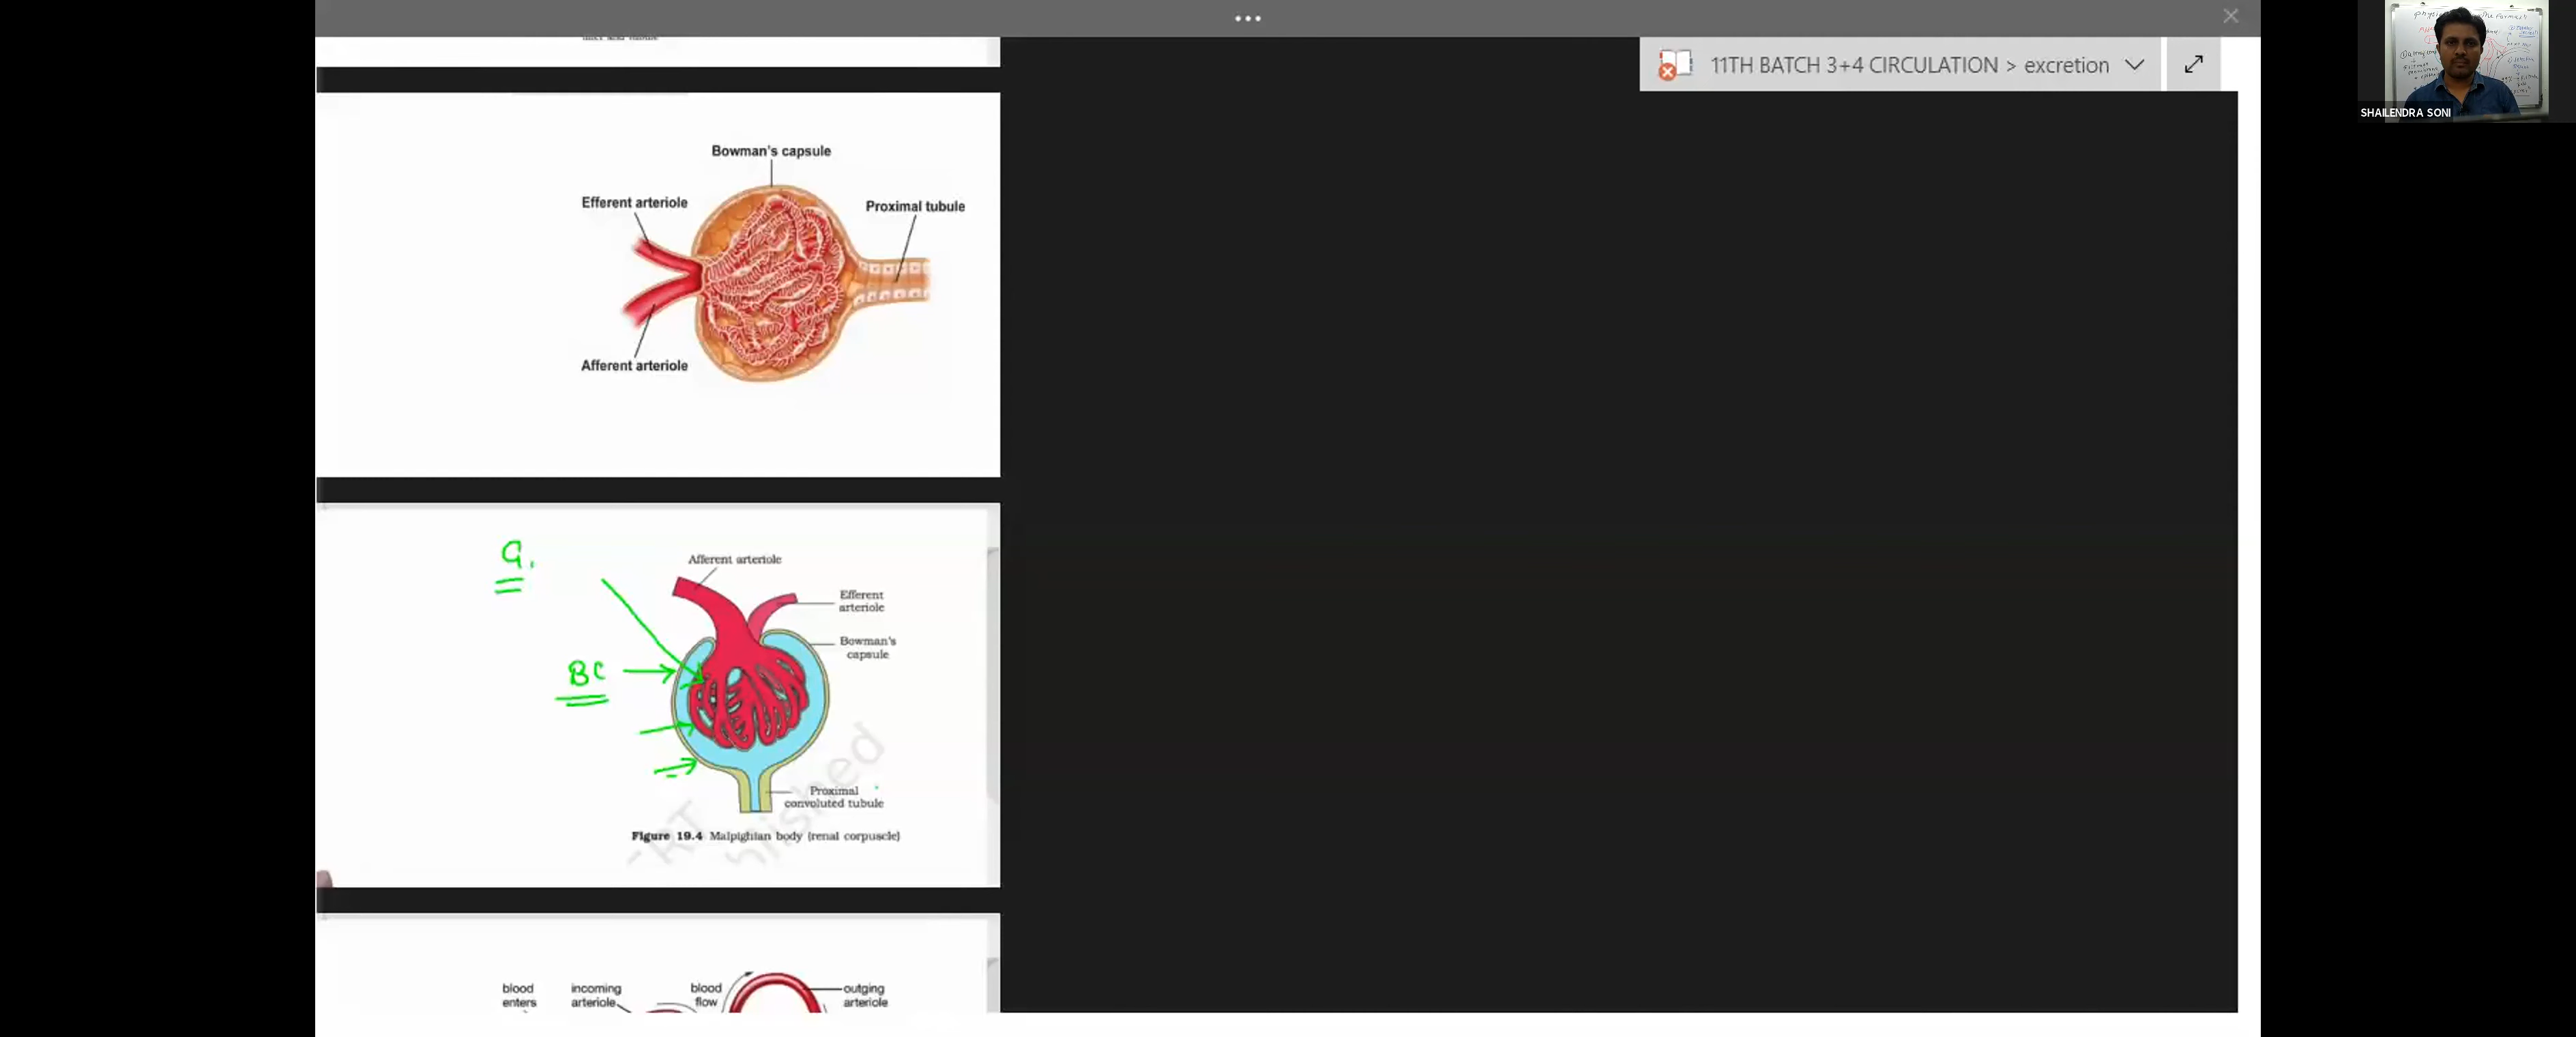 11TH BATCH 3+4 CIRCULATION > excretion
SHAILENDRA SONI
Bowman's capsule
Efferent arteriole
Proximal tubule
Afferent arteriole
G.
Afferent arteriole
Efferent
arteriole
Bowman's
capsule
BC
Proximal
convoluted tubule
Figure 19.4 Malpighian body (renal corpuscle)
blood
enters
incoming
arteriole
blood
flow
outging
arteriole